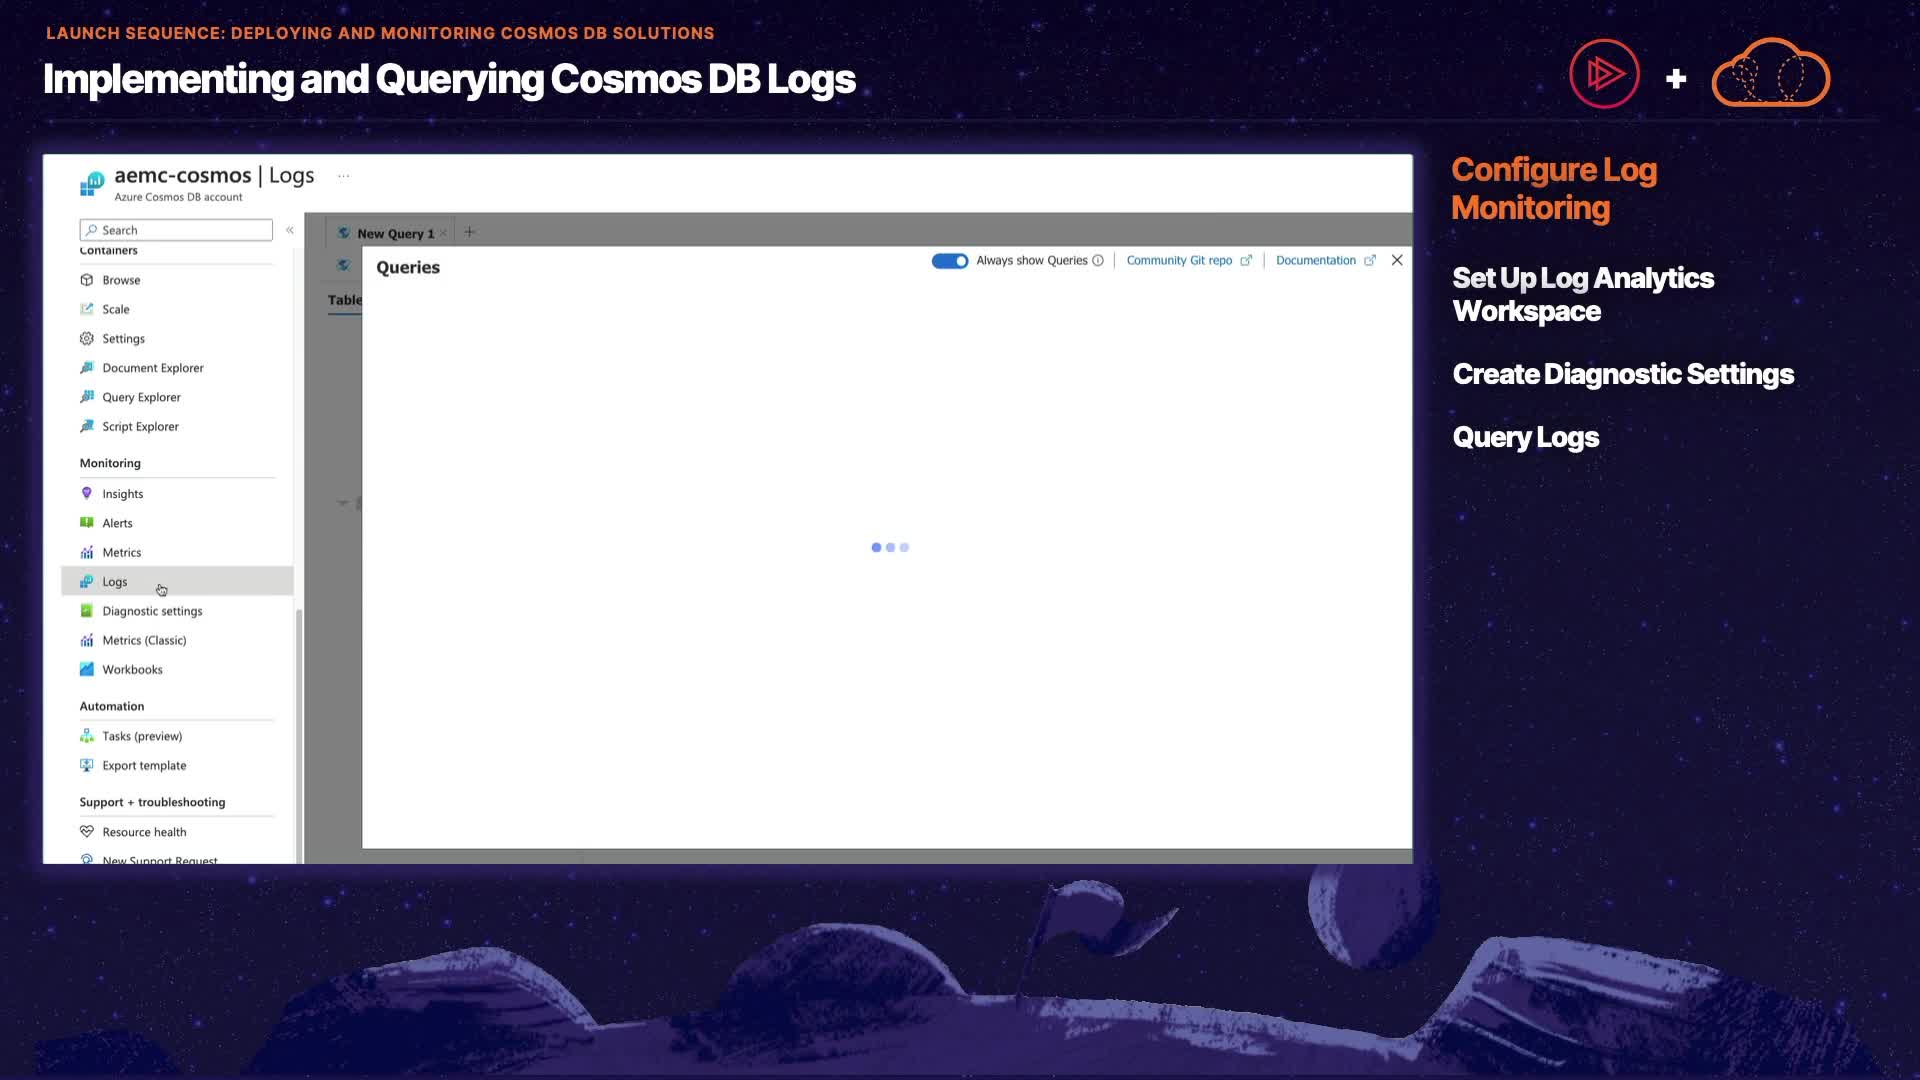 LAUNCH SEQUENCE: DEPLOYING AND MONITORING COSMOS DB SOLUTIONS
Implementing and Querying Cosmos DB Logs
+
aemc-cosmos | Logs ...
Azure Cosmos DB account
Search
«
Containers
Browse
Scale
Settings
Document Explorer
Query Explorer
Script Explorer
Monitoring
Insights
Alerts
Metrics
Logs
Diagnostic settings
Metrics (Classic)
Workbooks
Automation
Tasks (preview)
Export template
Support + troubleshooting
Resource health
New Support Request
New Query 1
+
Table
Queries
Always show Queries
Community Git repo
Documentation
Configure Log
Monitoring
Set Up Log Analytics
Workspace
Create Diagnostic Settings
Query Logs